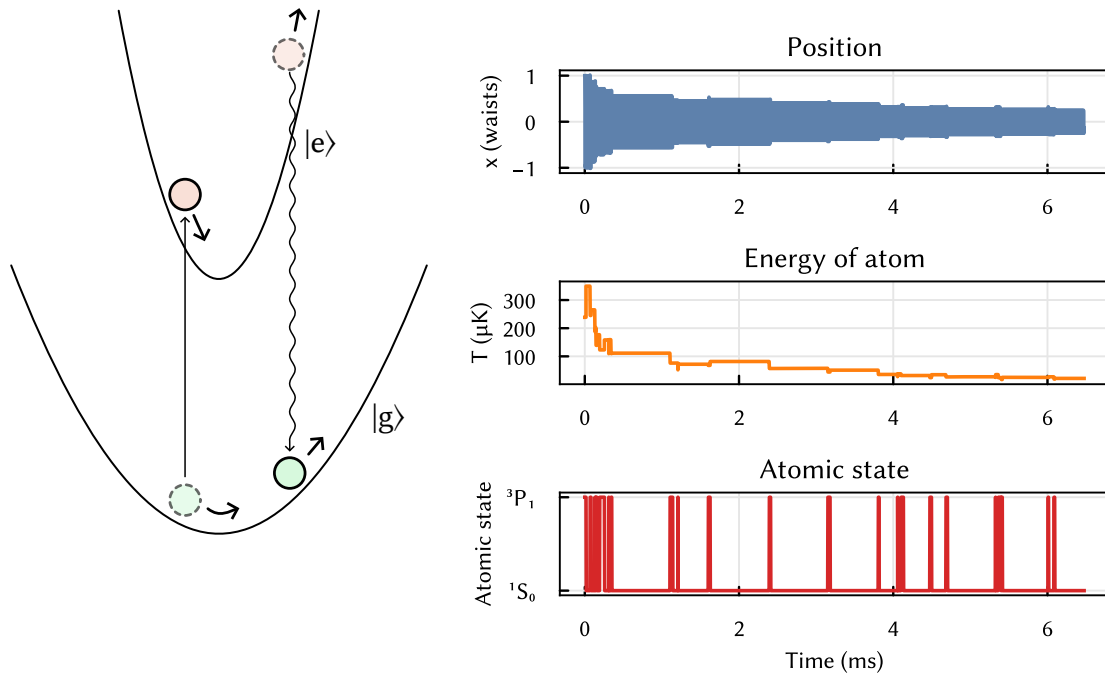 |e⟩
|g⟩
Position
x (waists)
1
0
−1
0
2
4
6
Energy of atom
T (µK)
300
200
100
0
2
4
6
Atomic state
Atomic state
³P₁
¹S₀
0
2
4
6
Time (ms)